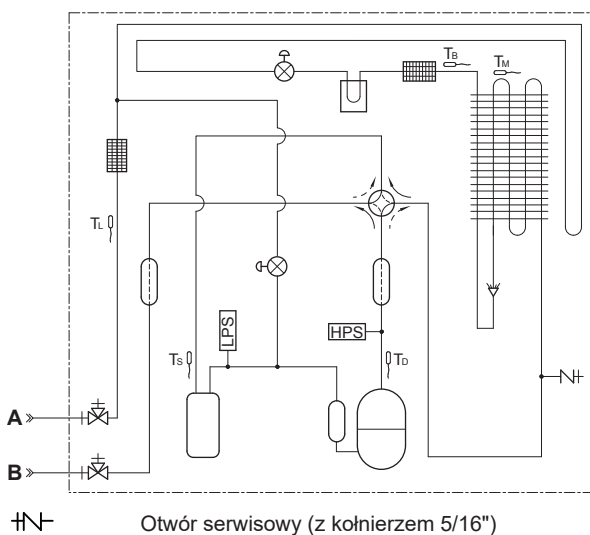 TB
TM
TL
LPS
HPS
TS
TD
A
B
Otwór serwisowy (z kołnierzem 5/16")